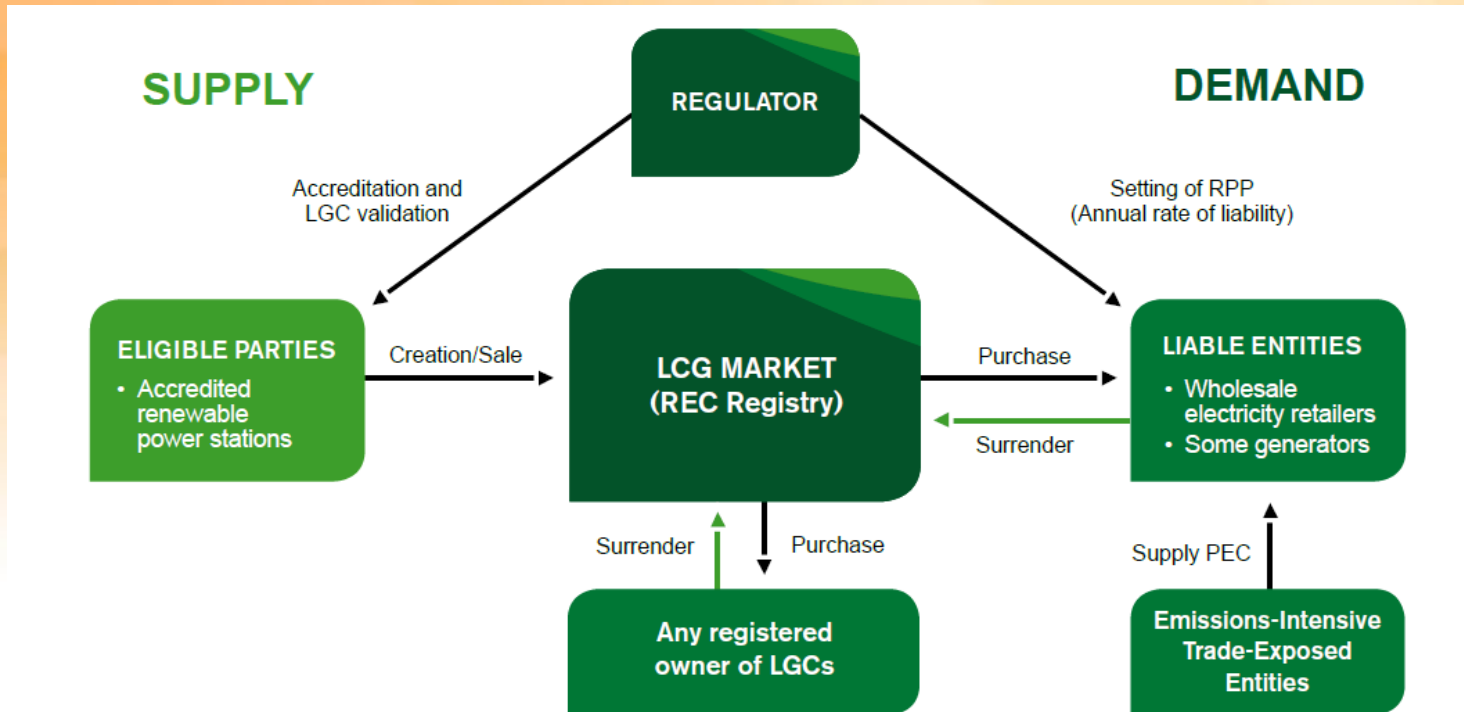 SUPPLY
REGULATOR
DEMAND
Accreditation and
LGC validation
Setting of RPP
(Annual rate of liability)
ELIGIBLE PARTIES
• Accredited
renewable
power stations
Creation/Sale
LCG MARKET
(REC Registry)
Purchase
Surrender
LIABLE ENTITIES
• Wholesale
electricity retailers
• Some generators
Surrender
Purchase
Supply PEC
Any registered
owner of LGCs
Emissions-Intensive
Trade-Exposed
Entities